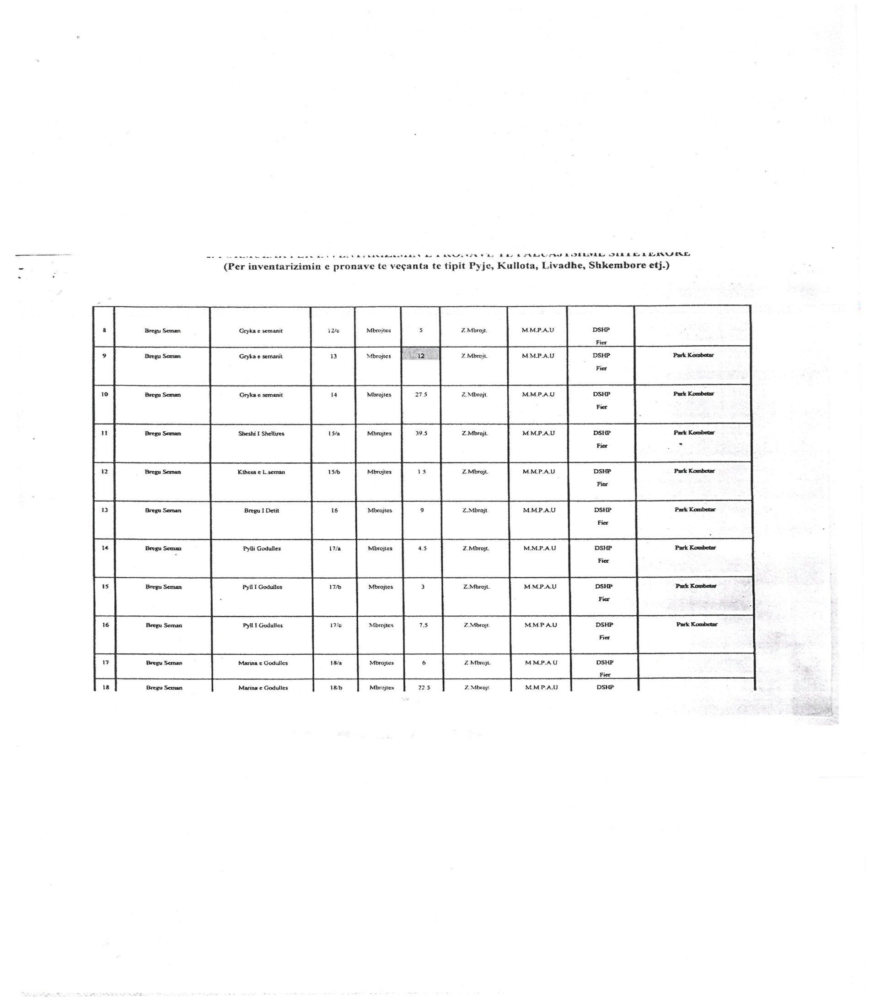 (Per inventarizimin e pronave te veçanta te tipit Pyje, Kullota, Livadhe, Shkembore etj.)
8 Bregu Seman Gryka e semanit 12/c Mbrojtes 5 Z.Mbrojt. M.M.P.A.U DSHP
Fier
9 Bregu Seman Gryka e semanit 13 Mbrojtes 12 Z.Mbrojt. M.M.P.A.U DSHP Park Kombetar
Fier
10 Bregu Seman Gryka e semanit 14 Mbrojtes 27.5 Z.Mbrojt. M.M.P.A.U DSHP Park Kombetar
Fier
11 Bregu Seman Sheshi I 15/a Mbrojtes 39.5 Z.Mbrojt. M.M.P.A.U DSHP Park Kombetar
Fier
12 Bregu Seman Kthesa e L.seman 15/b Mbrojtes 1.5 Z.Mbrojt. M.M.P.A.U DSHP Park Kombetar
Fier
13 Bregu Seman Bregu I Detit 16 Mbrojtes 9 Z.Mbrojt. M.M.P.A.U DSHP Park Kombetar
Fier
14 Bregu Seman Pylli Godulles 17/a Mbrojtes 4.5 Z.Mbrojt. M.M.P.A.U DSHP Park Kombetar
Fier
15 Bregu Seman Pyll I Godulles 17/b Mbrojtes 3 Z.Mbrojt. M.M.P.A.U DSHP Park Kombetar
Fier
16 Bregu Seman Pyll I Godulles 17/c Mbrojtes 7.5 Z.Mbrojt. M.M.P.A.U DSHP Park Kombetar
Fier
17 Bregu Seman Marina e Godulles 18/a Mbrojtes 6 Z.Mbrojt. M.M.P.A.U DSHP
Fier
18 Bregu Seman Marina e Godulles 18/b Mbrojtes 22.5 Z.Mbrojt. M.M.P.A.U DSHP